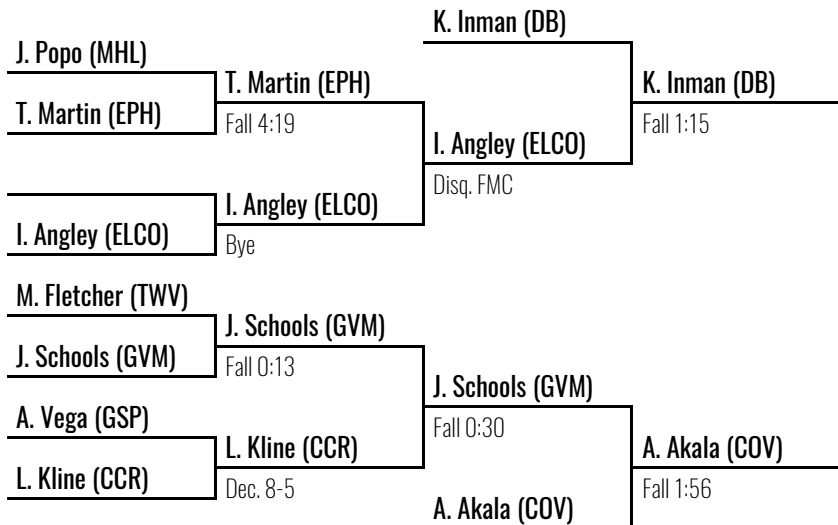 K. Inman (DB)
J. Popo (MHL)
T. Martin (EPH)
K. Inman (DB)
T. Martin (EPH)
Fall 4:19
Fall 1:15
I. Angley (ELCO)
Disq. FMC
I. Angley (ELCO)
I. Angley (ELCO)
Bye
M. Fletcher (TWV)
J. Schools (GVM)
J. Schools (GVM)
Fall 0:13
J. Schools (GVM)
A. Vega (GSP)
Fall 0:30
L. Kline (CCR)
A. Akala (COV)
L. Kline (CCR)
Dec. 8-5
Fall 1:56
A. Akala (COV)